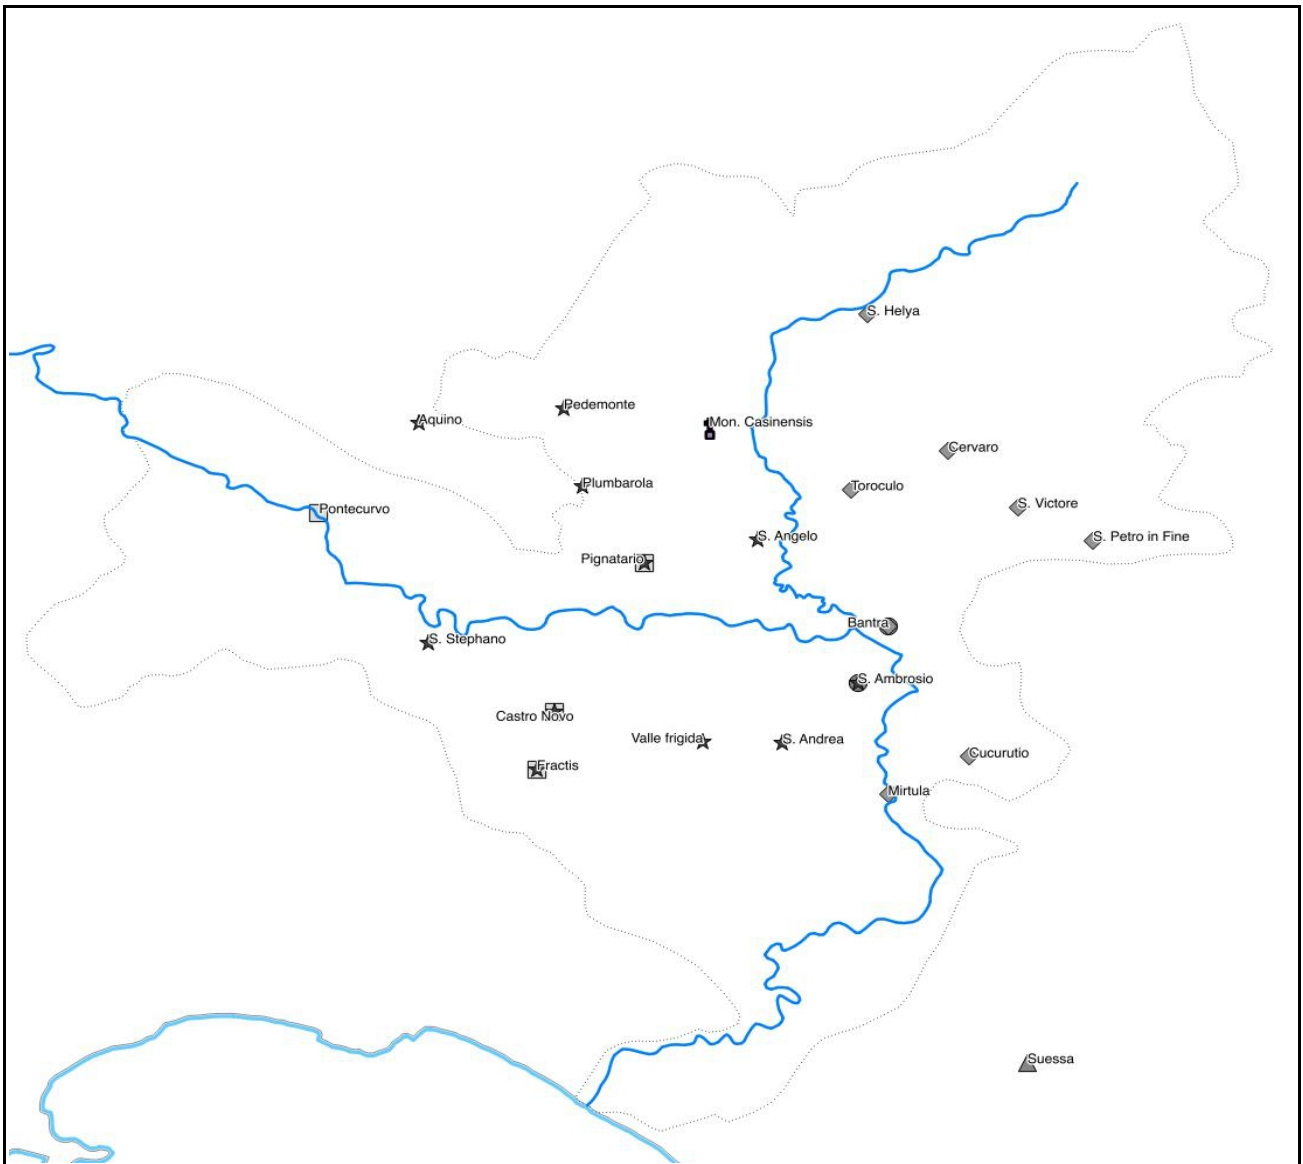 S. Helya
Pedemonte
Aquino
Mon. Casinensis
Cervaro
Plumbarola
Toroculo
S. Victore
Pontecurvo
S. Angelo
S. Petro in Fine
Pignatario
Bantra
S. Stephano
S. Ambrosio
Castro Novo
Valle frigida
S. Andrea
Cucurutio
Fractis
Mirtula
Suessa